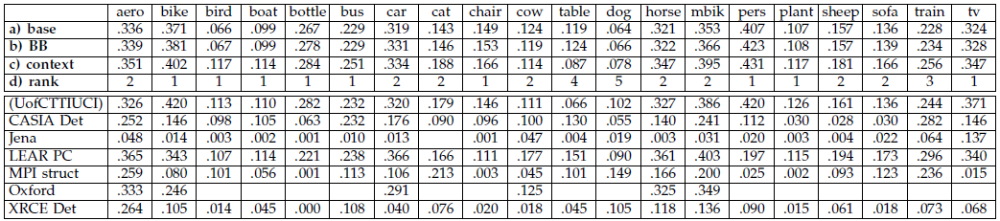 aero bike bird boat bottle bus car cat chair cow table dog horse mbik pers plant sheep sofa train tv
a) base .336 .371 .066 .099 .267 .229 .319 .143 .149 .124 .119 .064 .321 .353 .407 .107 .157 .136 .228 .324
b) BB .339 .381 .067 .099 .278 .229 .331 .146 .153 .119 .124 .066 .322 .366 .423 .108 .157 .139 .234 .328
c) context .351 .402 .117 .114 .284 .251 .334 .188 .166 .114 .087 .078 .347 .395 .431 .117 .181 .166 .256 .347
d) rank 2 1 1 1 1 1 2 2 1 2 4 5 2 2 1 1 2 2 3 1
(UofCTTIUCI) .326 .420 .113 .110 .282 .232 .320 .179 .146 .111 .066 .102 .327 .386 .420 .126 .161 .136 .244 .371
CASIA Det .252 .146 .098 .105 .063 .232 .176 .090 .096 .100 .130 .055 .140 .241 .112 .030 .028 .030 .282 .146
Jena .048 .014 .003 .002 .001 .010 .013 .001 .047 .004 .019 .003 .031 .020 .003 .004 .022 .064 .137
LEAR PC .365 .343 .107 .114 .221 .238 .366 .166 .111 .177 .151 .090 .361 .403 .197 .115 .194 .173 .296 .340
MPI struct .259 .080 .101 .056 .001 .113 .106 .213 .003 .045 .101 .149 .166 .200 .025 .002 .093 .123 .236 .015
Oxford .333 .246 .291 .125 .325 .349
XRCE Det .264 .105 .014 .045 .000 .108 .040 .076 .020 .018 .045 .105 .118 .136 .090 .015 .061 .018 .073 .068